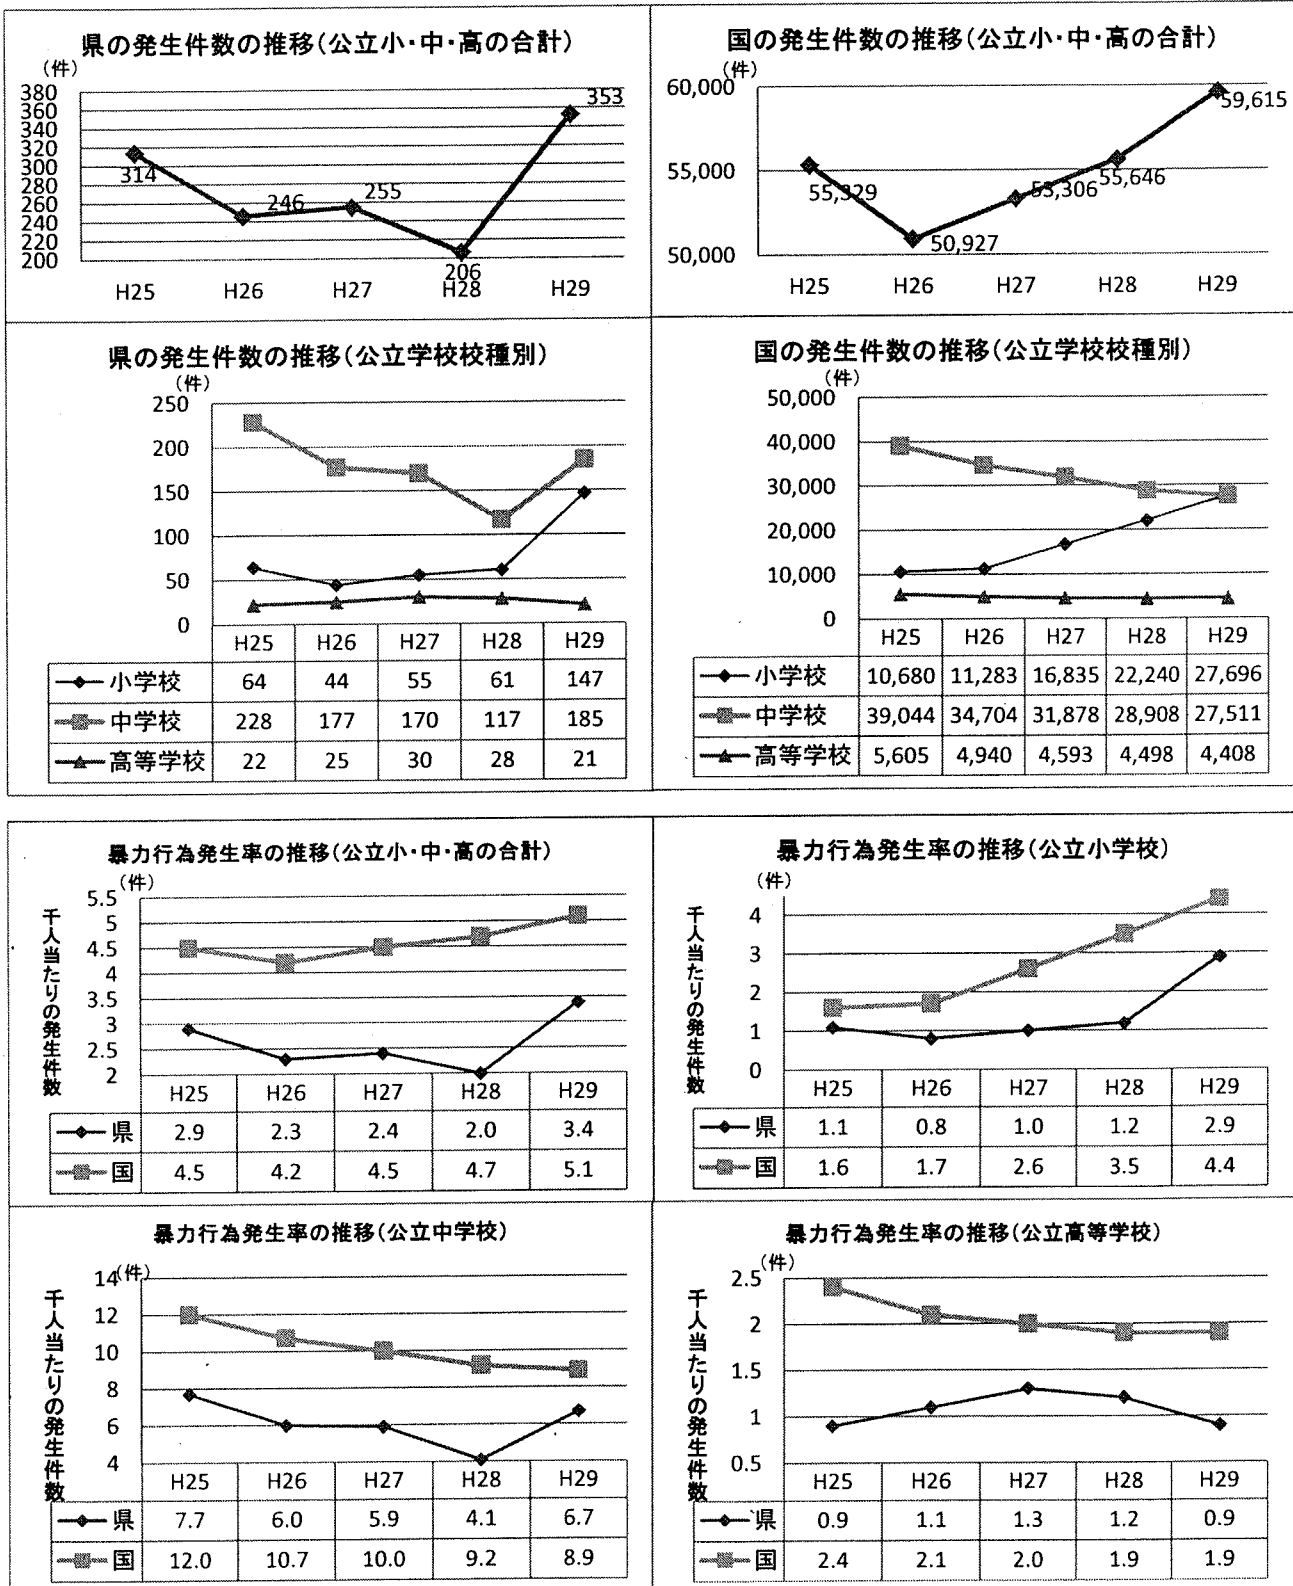 県の発生件数の推移(公立小・中・高の合計)
(件)
380
360
340
320
300
280
260
240
220
200
314
246
255
206
353
H25 H26 H27 H28 H29
国の発生件数の推移(公立小・中・高の合計)
(件)
60,000
55,000
50,000
55,329
50,927
53,306
55,646
59,615
H25 H26 H27 H28 H29
県の発生件数の推移(公立学校校種別)
(件)
250
200
150
100
50
0
H25 H26 H27 H28 H29
小学校 64 44 55 61 147
中学校 228 177 170 117 185
高等学校 22 25 30 28 21
国の発生件数の推移(公立学校校種別)
(件)
50,000
40,000
30,000
20,000
10,000
0
H25 H26 H27 H28 H29
小学校 10,680 11,283 16,835 22,240 27,696
中学校 39,044 34,704 31,878 28,908 27,511
高等学校 5,605 4,940 4,593 4,498 4,408
暴力行為発生率の推移(公立小・中・高の合計)
(件)
千人当たりの発生件数
5.5
5
4.5
4
3.5
3
2.5
2
H25 H26 H27 H28 H29
県 2.9 2.3 2.4 2.0 3.4
国 4.5 4.2 4.5 4.7 5.1
暴力行為発生率の推移(公立小学校)
(件)
千人当たりの発生件数
4
3
2
1
0
H25 H26 H27 H28 H29
県 1.1 0.8 1.0 1.2 2.9
国 1.6 1.7 2.6 3.5 4.4
暴力行為発生率の推移(公立中学校)
(件)
千人当たりの発生件数
14
12
10
8
6
4
H25 H26 H27 H28 H29
県 7.7 6.0 5.9 4.1 6.7
国 12.0 10.7 10.0 9.2 8.9
暴力行為発生率の推移(公立高等学校)
(件)
千人当たりの発生件数
2.5
2
1.5
1
0.5
H25 H26 H27 H28 H29
県 0.9 1.1 1.3 1.2 0.9
国 2.4 2.1 2.0 1.9 1.9